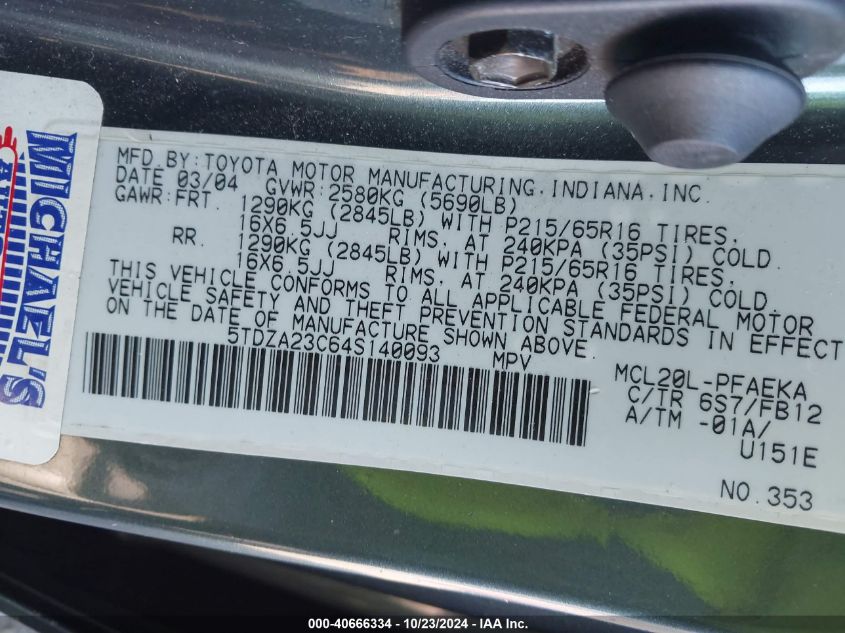 MICHAEL'S
MFD.BY:TOYOTA MOTOR MANUFACTURING,INDIANA,INC.
DATE 03/04 GVWR:2580KG (5690LB)
GAWR:FRT. 1290KG (2845LB) WITH P215/65R16 TIRES,
16X6.5JJ RIMS, AT 240KPA (35PSI) COLD.
RR. 1290KG (2845LB) WITH P215/65R16 TIRES,
16X6.5JJ RIMS, AT 240KPA (35PSI) COLD
THIS VEHICLE CONFORMS TO ALL APPLICABLE FEDERAL MOTOR
VEHICLE SAFETY AND THEFT PREVENTION STANDARDS IN EFFECT
ON THE DATE OF MANUFACTURE SHOWN ABOVE.
5TDZA23C64S140093 MPV
MCL20L-PFAEKA
C/TR 6S7/FB12
A/TM -01A/
U151E
NO.353
000-40666334 - 10/23/2024 - IAA Inc.